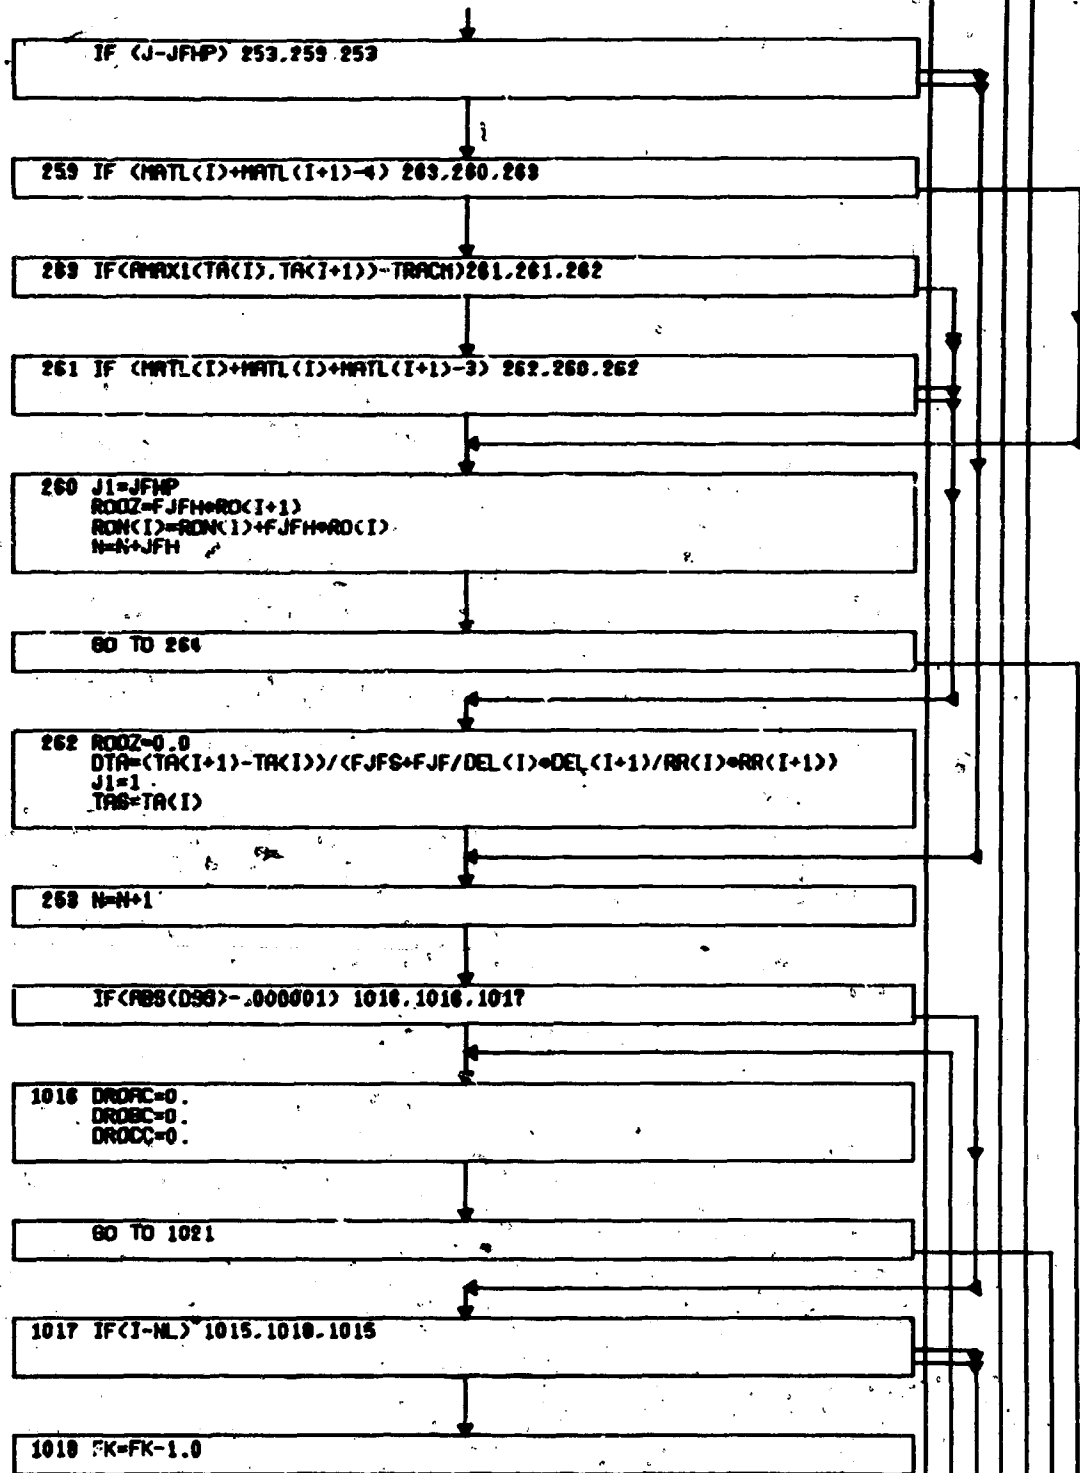 IF (J-JFHP) 253,259,253
259 IF (MATL(I)+MATL(I+1)-4) 263,260,263
263 IF(AMAX1(TA(I),TA(I+1))-TRACM)261,261,262
261 IF (MATL(I)+MATL(I)+MATL(I+1)-3) 262,260,262
260 J1=JFHP
ROOZ=FJFH*RO(I+1)
RON(I)=RON(I)+FJFH*RO(I)
N=N+JFH
GO TO 264
262 ROOZ=0.0
DTA=(TA(I+1)-TA(I))/(FJFS+FJF/DEL(I)*DEL(I+1)/RR(I)*RR(I+1))
J1=1
TAS=TA(I)
253 N=N+1
IF(ABS(DSS)-.000001) 1016,1016,1017
1016 DROAC=0.
DROBC=0.
DROCC=0.
GO TO 1021
1017 IF(I-NL) 1015,1018,1015
1018 FK=FK-1.0